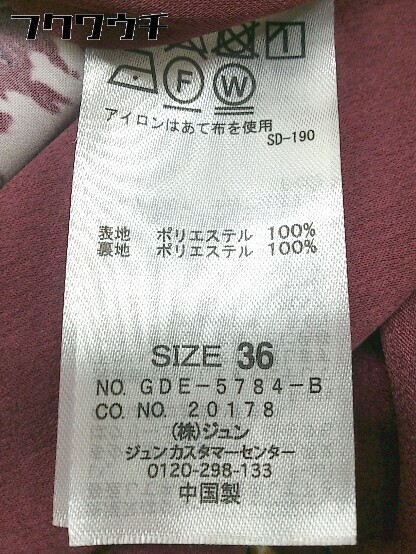 フクワウチ
F W
アイロンはあて布を使用
SD-190
表地 ポリエステル 100%
裏地 ポリエステル 100%
SIZE 36
NO. GDE-5784-B
CO. NO. 20178
(株)ジュン
ジュンカスタマーセンター
0120-298-133
中国製